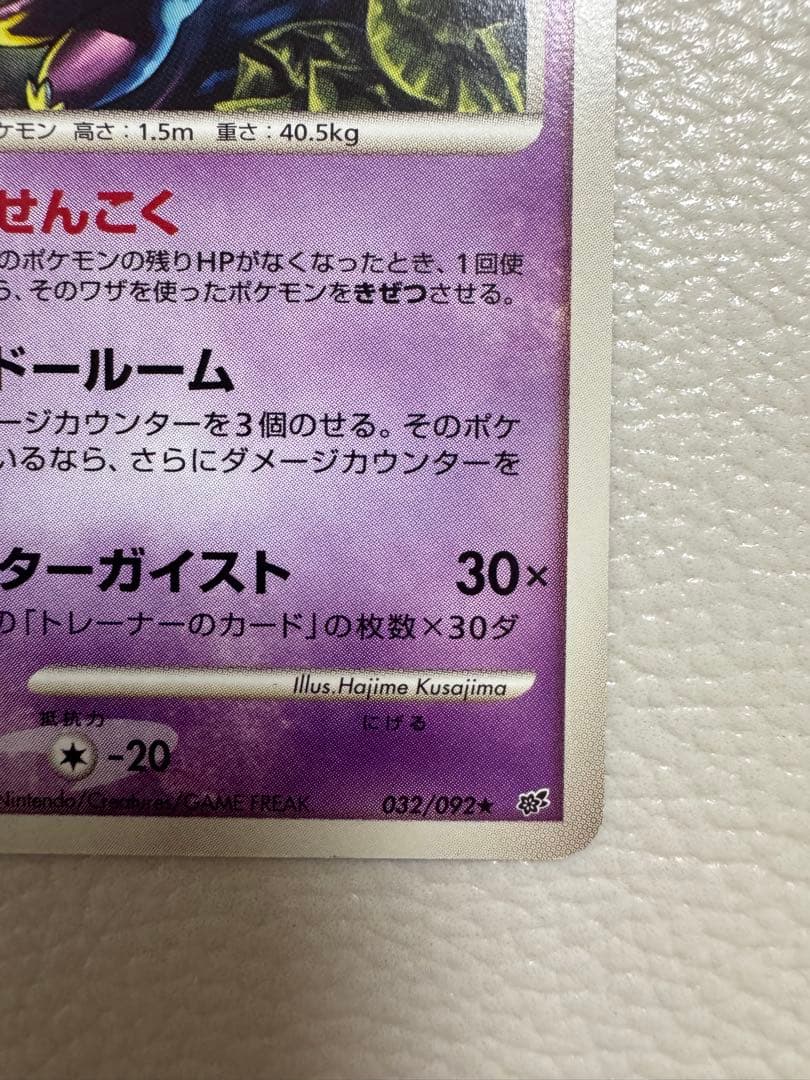 ケモン 高さ：1.5m 重さ：40.5kg
せんこく
のポケモンの残りHPがなくなったとき、1回使
ら、そのワザを使ったポケモンをきぜつさせる。
ドールーム
ージカウンターを3個のせる。そのポケ
いるなら、さらにダメージカウンターを
ターガイスト 30×
の「トレーナーのカード」の枚数×30ダ
Illus.Hajime Kusajima
抵抗力 にげる
-20
Nintendo/Creatures/GAME FREAK. 032/092★